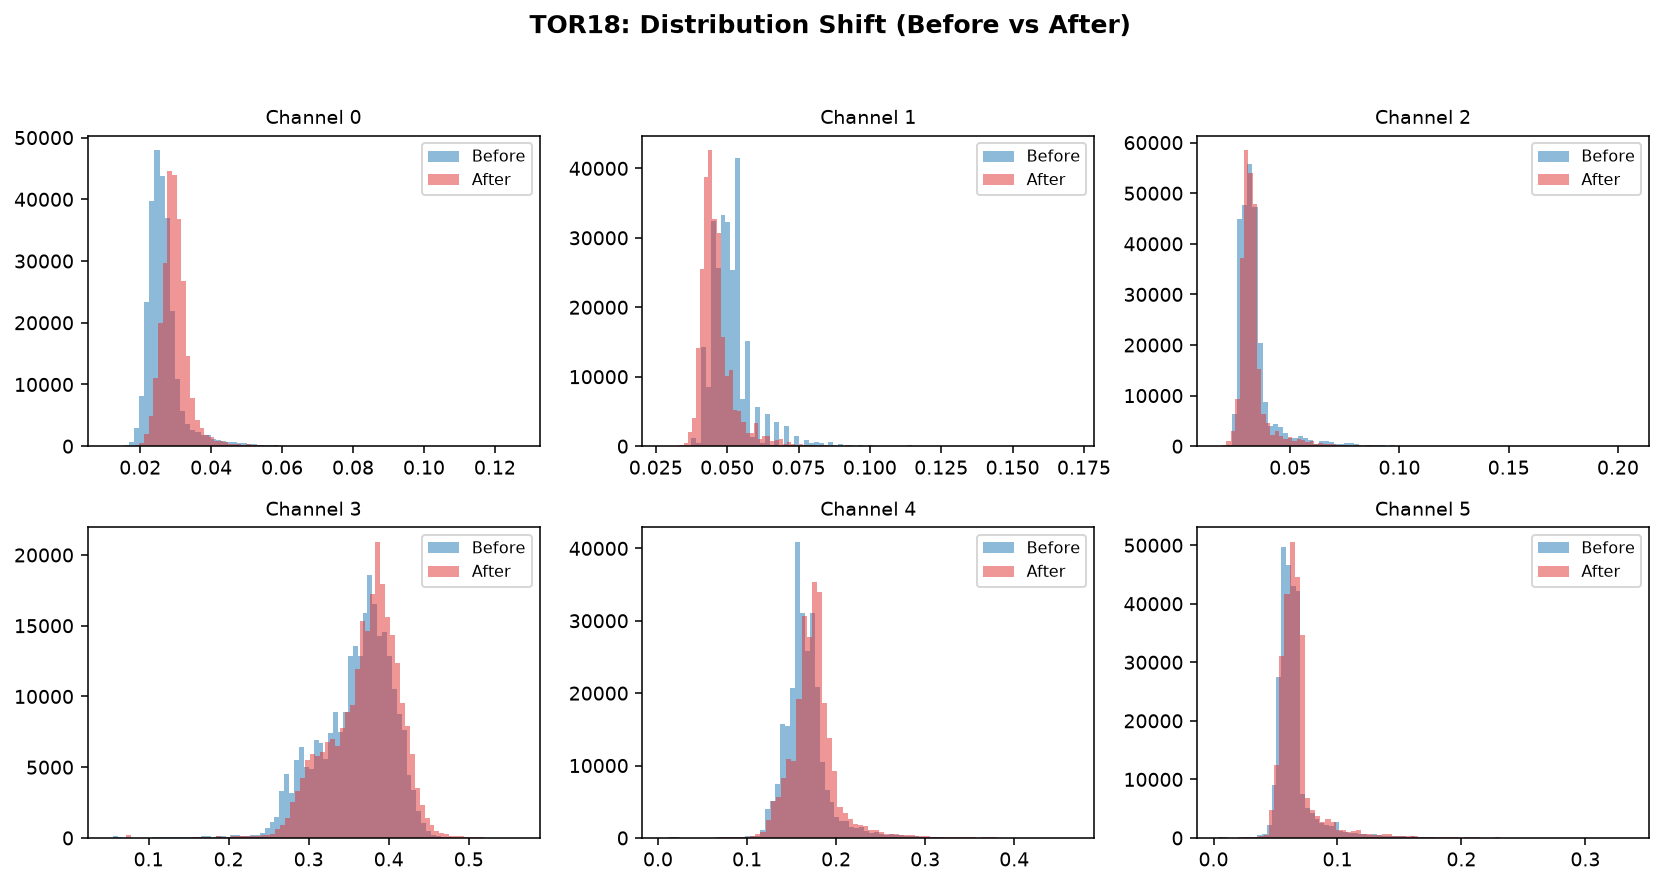 TOR18: Distribution Shift (Before vs After)
Channel 0
50000
40000
30000
20000
10000
0
0.02 0.04 0.06 0.08 0.10 0.12
Before
After
Channel 1
40000
30000
20000
10000
0
0.025 0.050 0.075 0.100 0.125 0.150 0.175
Before
After
Channel 2
60000
50000
40000
30000
20000
10000
0
0.05 0.10 0.15 0.20
Before
After
Channel 3
20000
15000
10000
5000
0
0.1 0.2 0.3 0.4 0.5
Before
After
Channel 4
40000
30000
20000
10000
0
0.0 0.1 0.2 0.3 0.4
Before
After
Channel 5
50000
40000
30000
20000
10000
0
0.0 0.1 0.2 0.3
Before
After